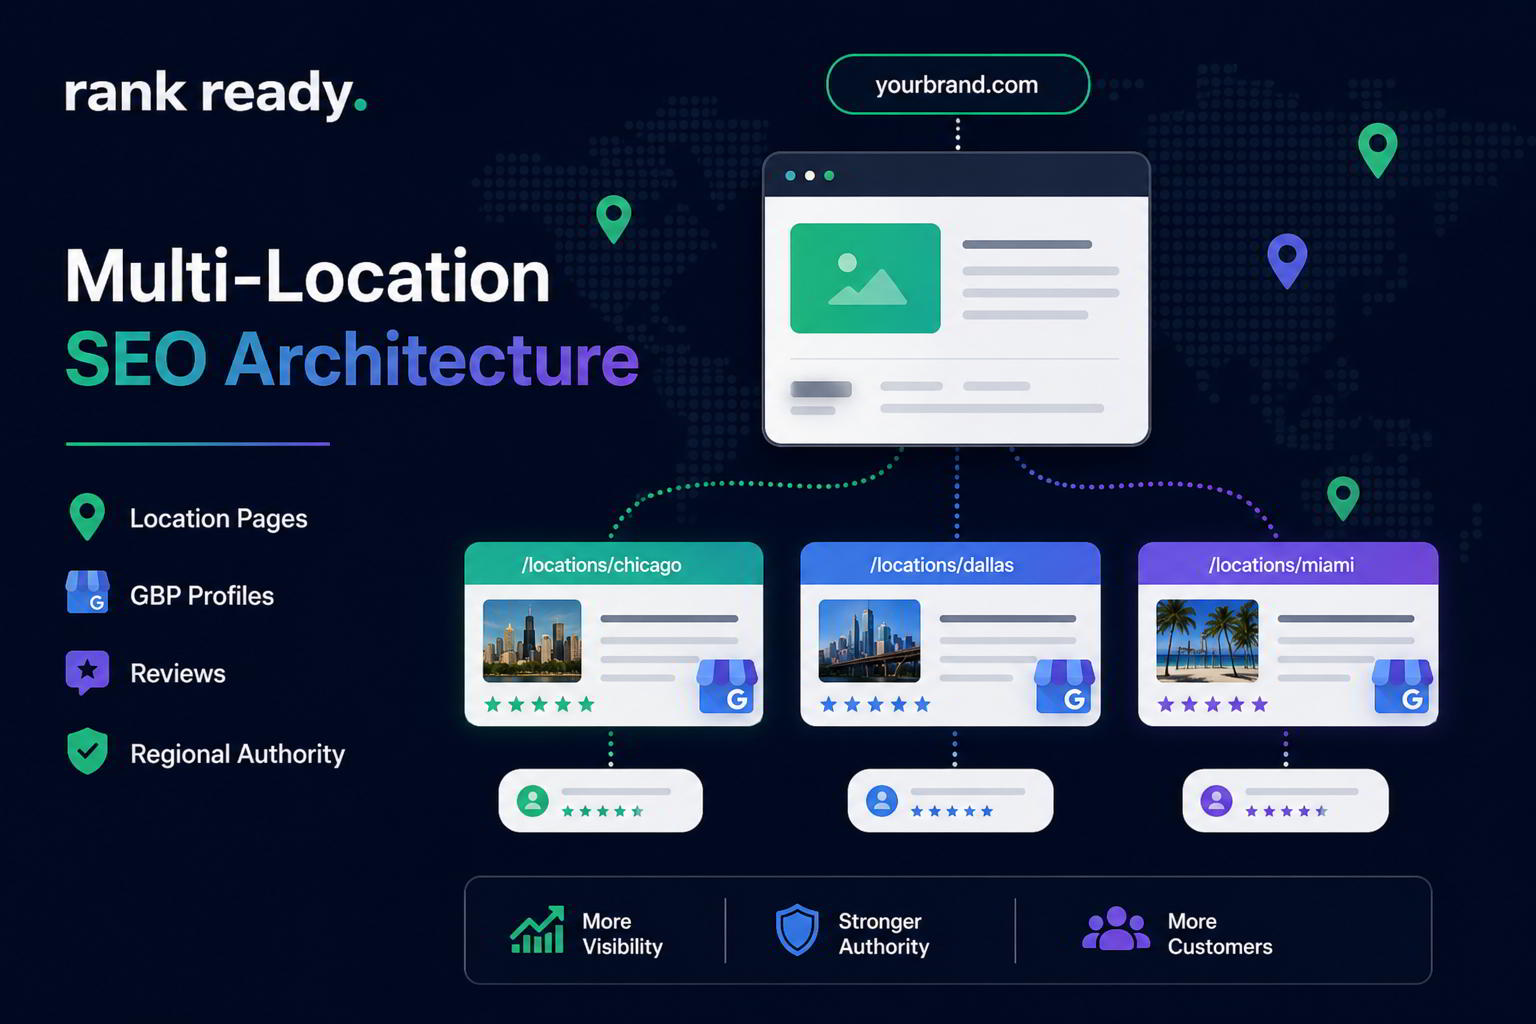 rank ready.
Multi-Location
SEO Architecture
Location Pages
G
GBP Profiles
Reviews
Regional Authority
yourbrand.com
/locations/chicago
G
/locations/dallas
G
/locations/miami
G
More
Visibility
Stronger
Authority
More
Customers